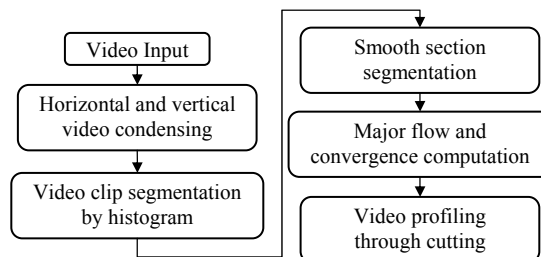 Video Input
Horizontal and vertical
video condensing
Video clip segmentation
by histogram
Smooth section
segmentation
Major flow and
convergence computation
Video profiling
through cutting